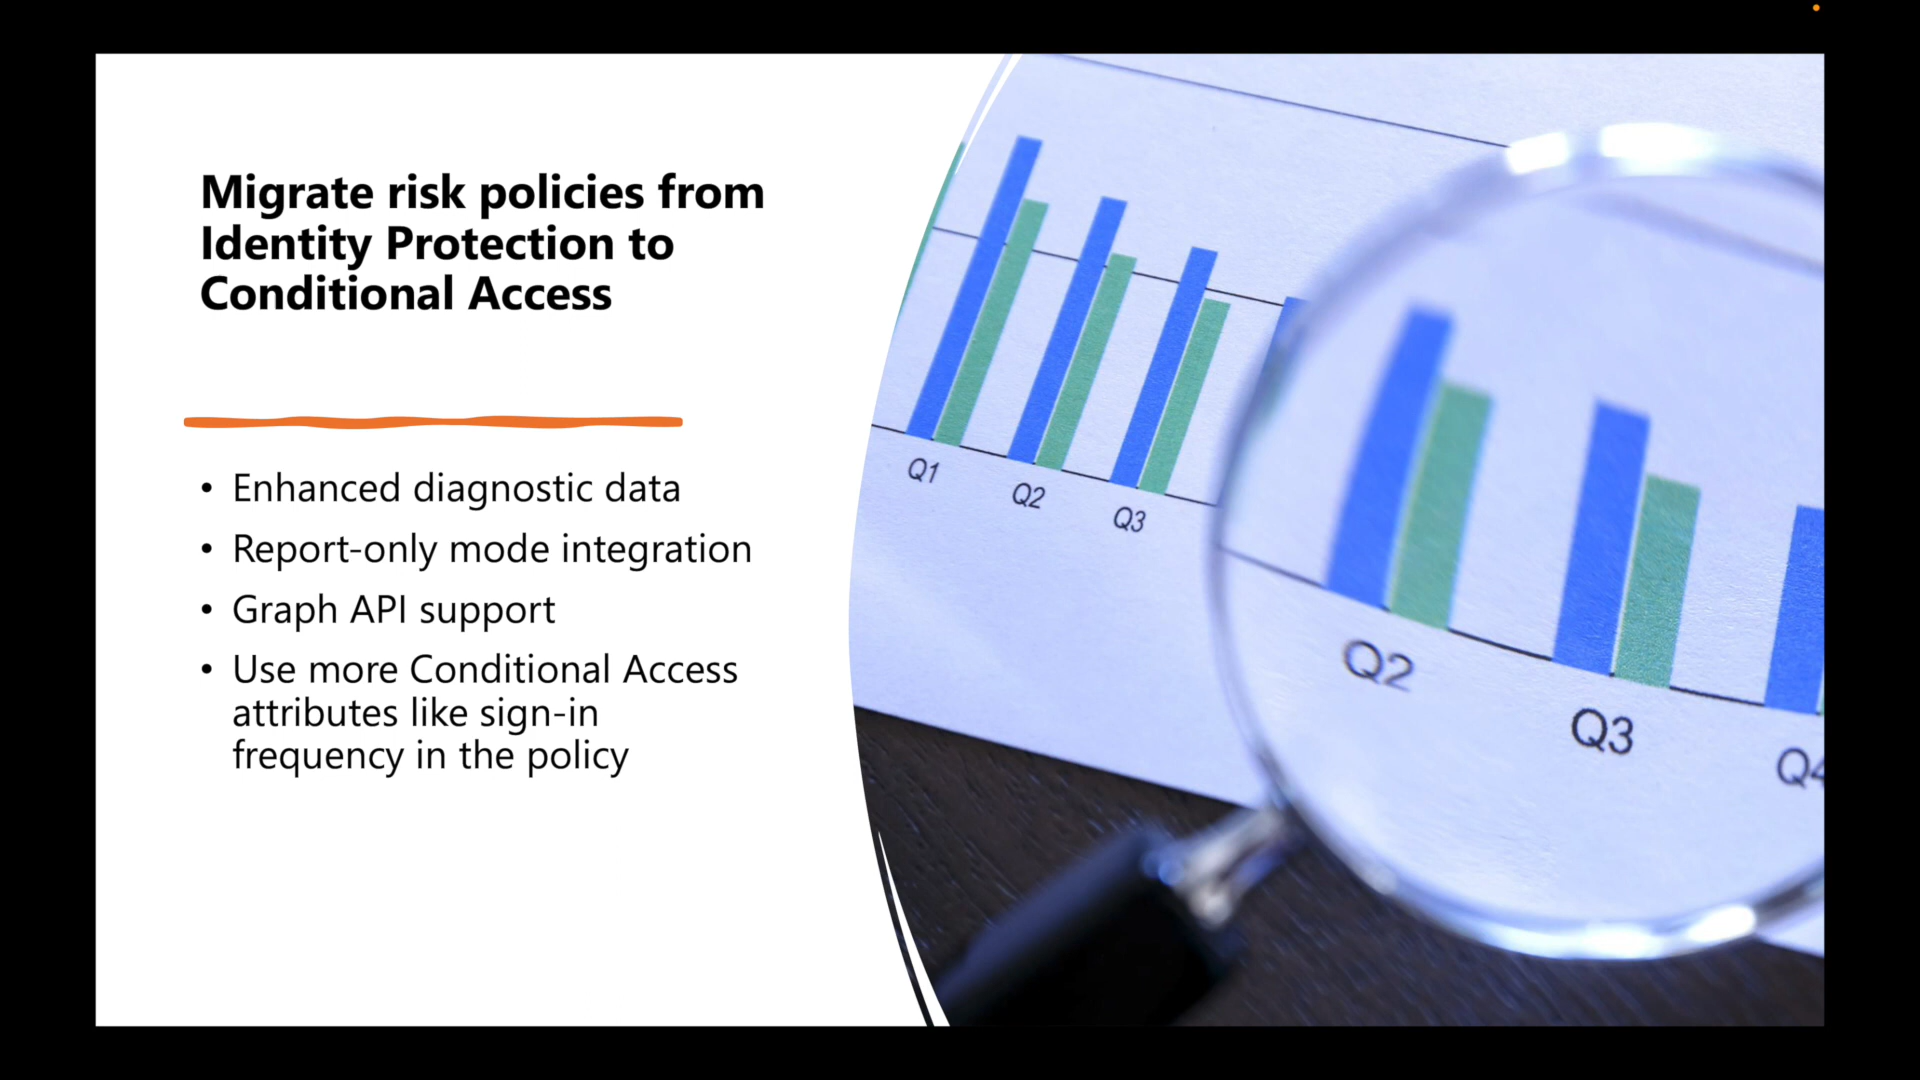 Migrate risk policies from
Identity Protection to
Conditional Access
• Enhanced diagnostic data
• Report-only mode integration
• Graph API support
• Use more Conditional Access
attributes like sign-in
frequency in the policy
Q1
Q2
Q3
Q2
Q3
Q4